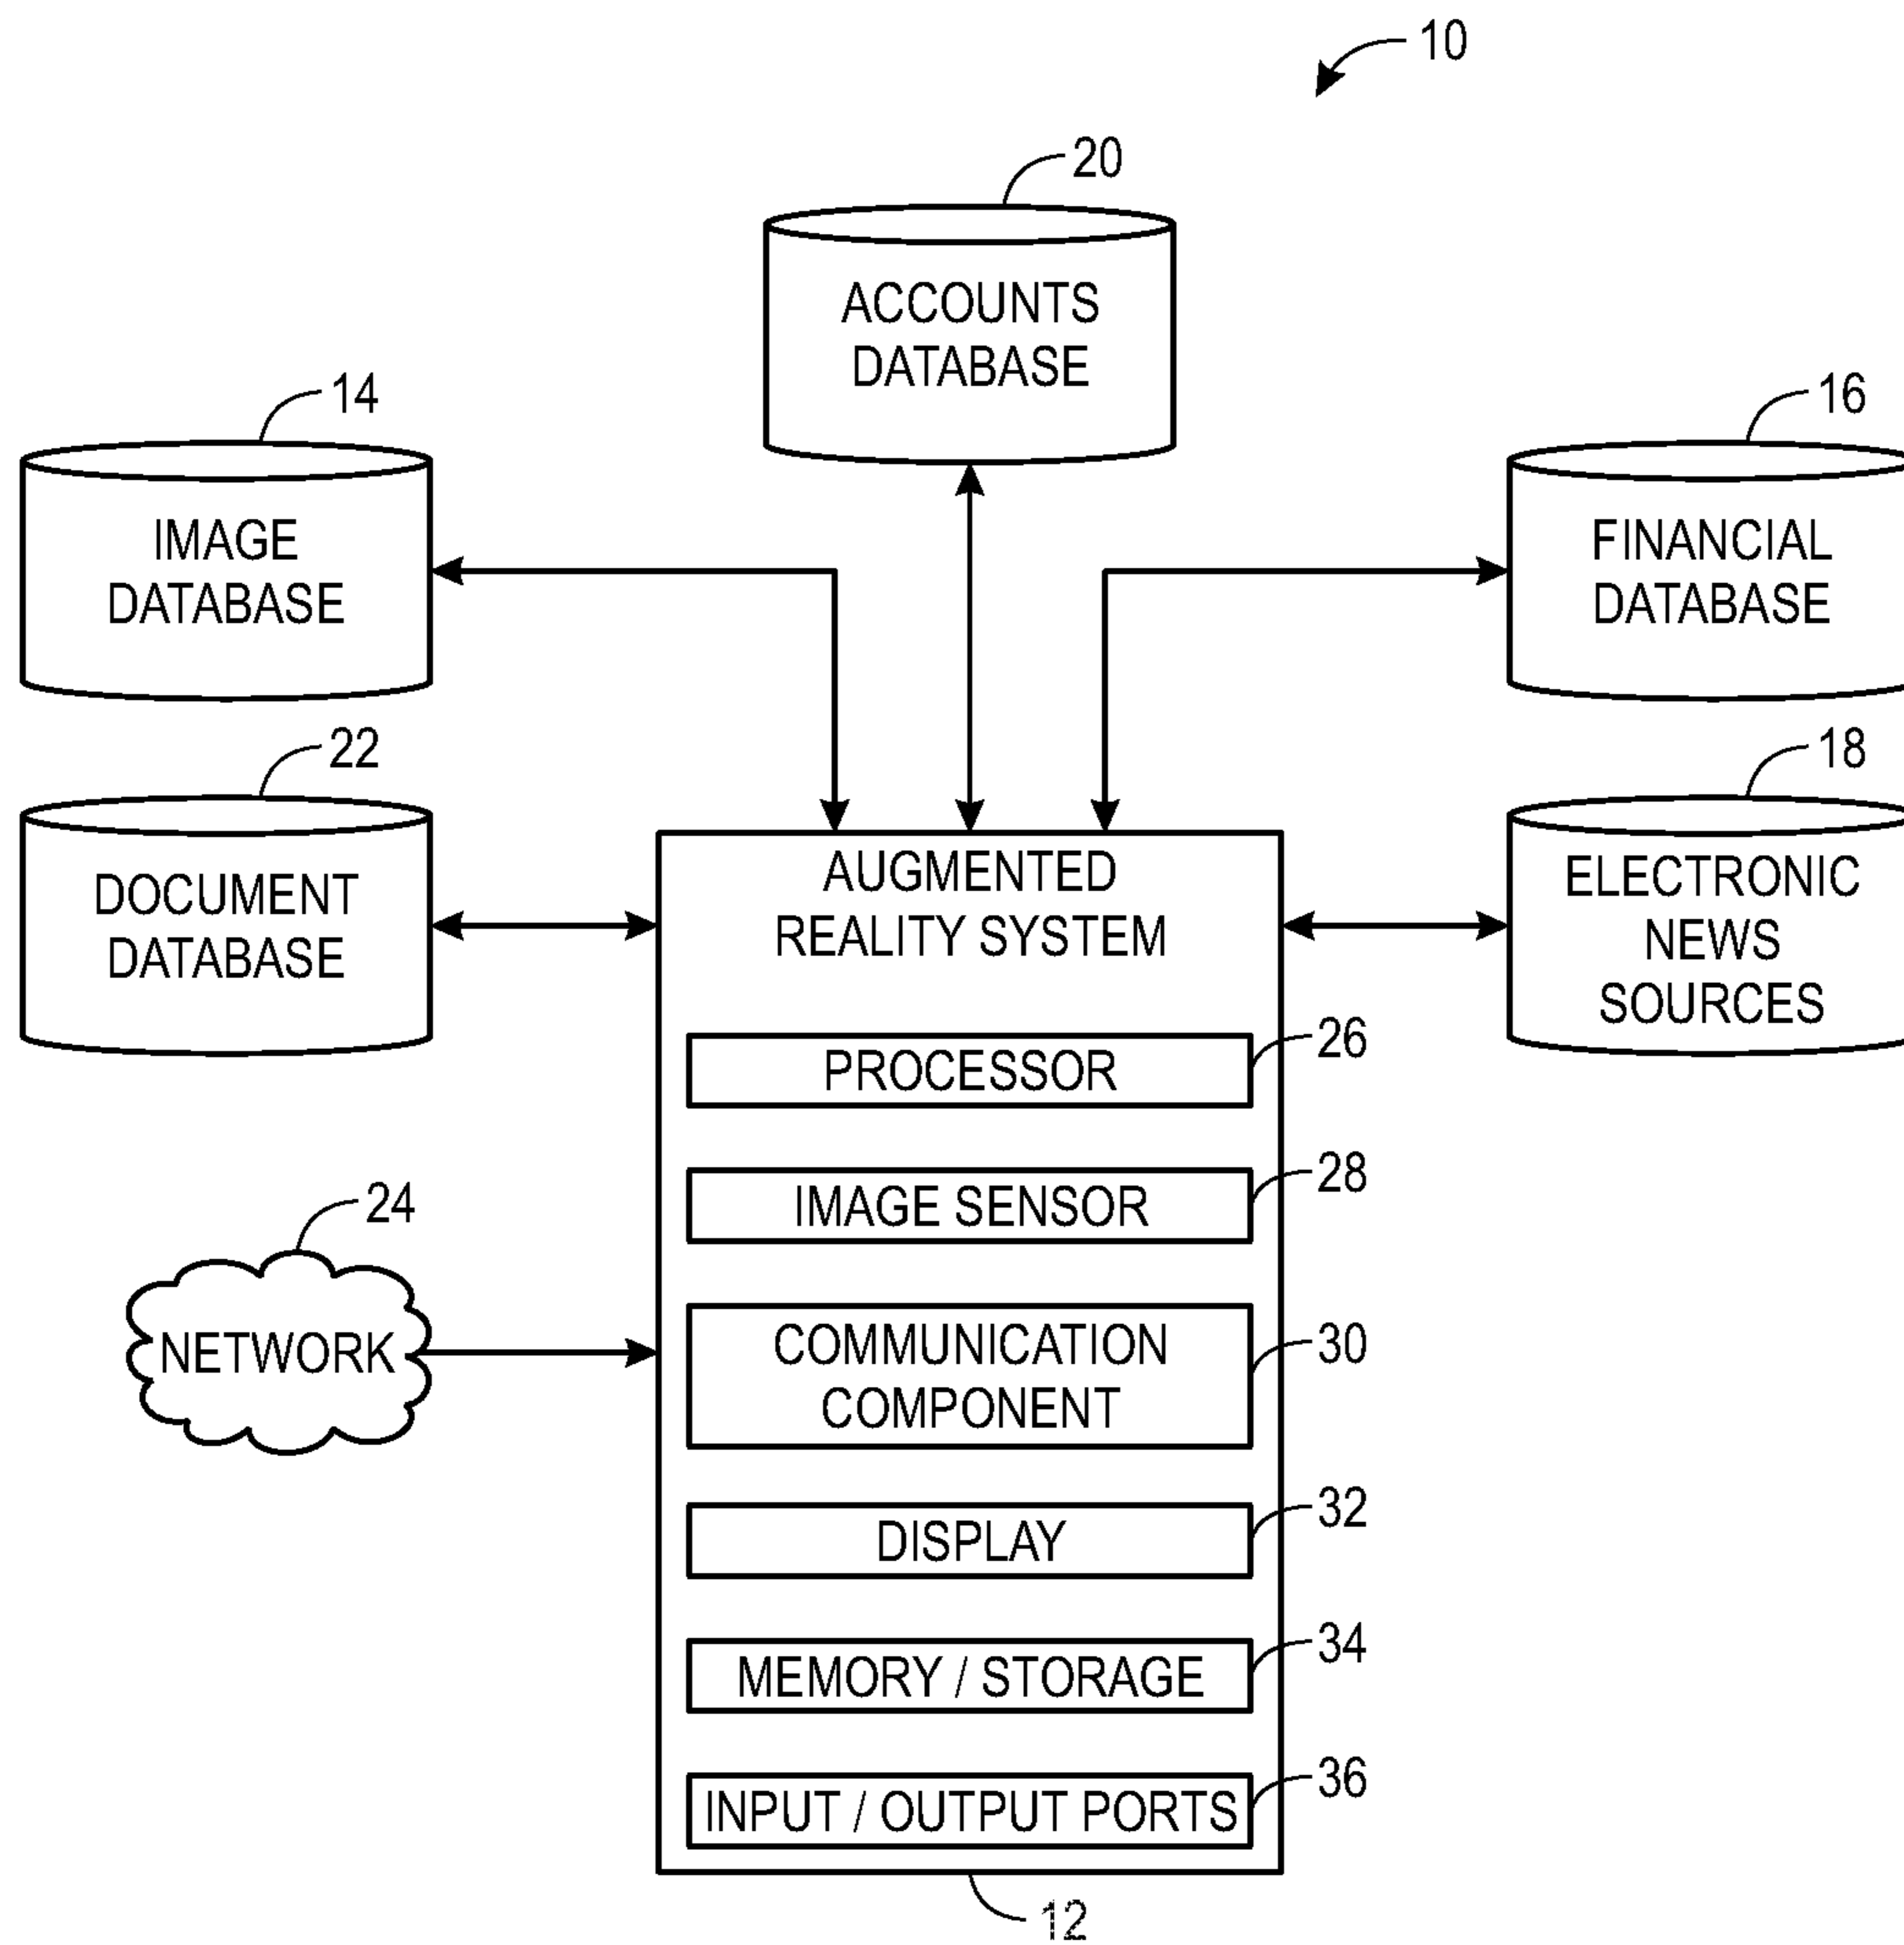 10
20
ACCOUNTS
DATABASE
14
IMAGE
DATABASE
16
FINANCIAL
DATABASE
22
DOCUMENT
DATABASE
18
ELECTRONIC
NEWS
SOURCES
AUGMENTED
REALITY SYSTEM
PROCESSOR
26
IMAGE SENSOR
28
24
NETWORK
COMMUNICATION
COMPONENT
30
DISPLAY
32
MEMORY / STORAGE
34
INPUT / OUTPUT PORTS
36
12